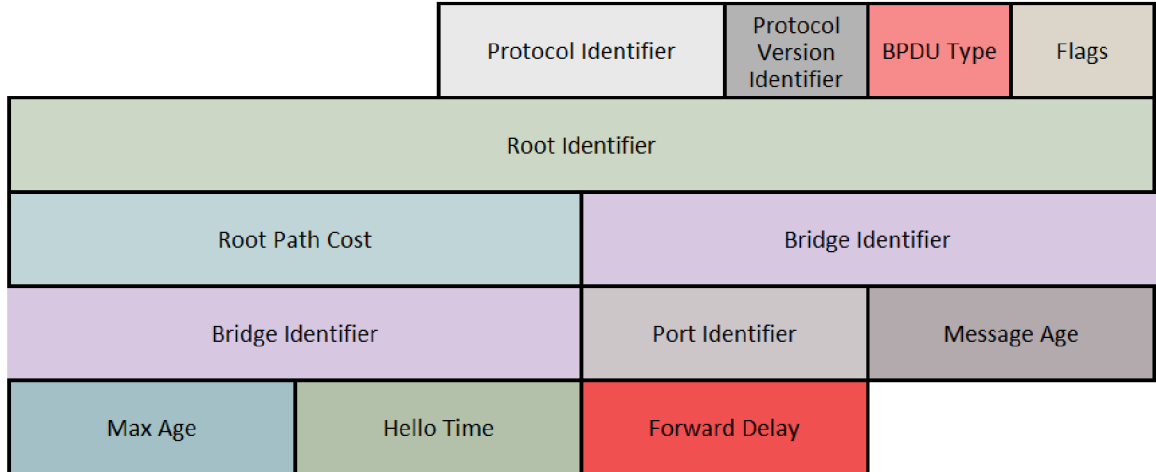 Protocol Identifier
Protocol
Version
Identifier
BPDU Type
Flags
Root Identifier
Root Path Cost
Bridge Identifier
Bridge Identifier
Port Identifier
Message Age
Max Age
Hello Time
Forward Delay